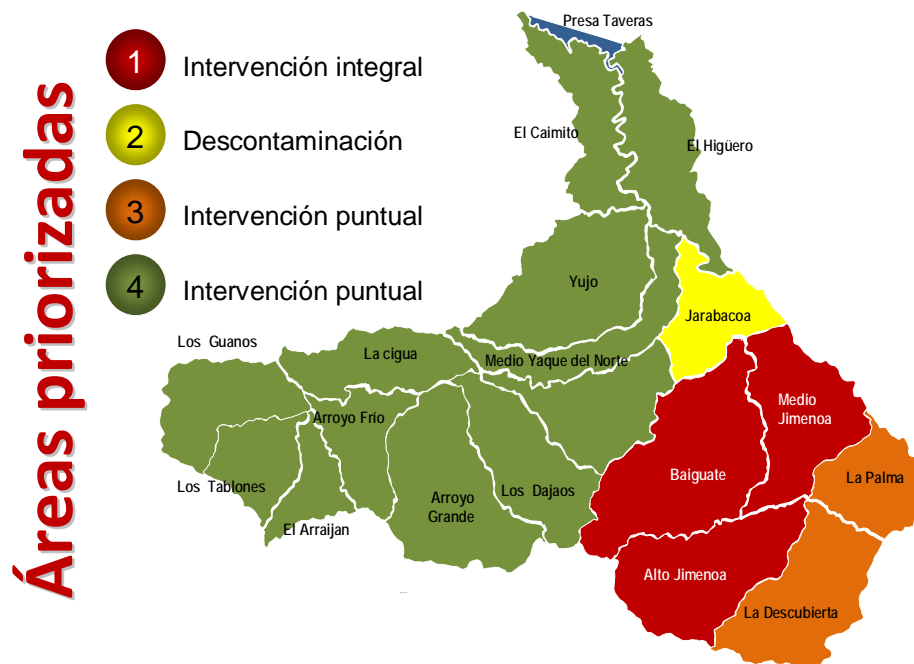 Áreas priorizadas
1 Intervención integral
2 Descontaminación
3 Intervención puntual
4 Intervención puntual
Presa Taveras
El Caimito
El Higüero
Yujo
Jarabacoa
Los Guanos
La cigua
Medio Yaque del Norte
Medio
Jimenoa
Arroyo Frío
Baiguate
La Palma
Los Tablones
Arroyo
Grande
Los Dajaos
El Arraijan
Alto Jimenoa
La Descubierta
...